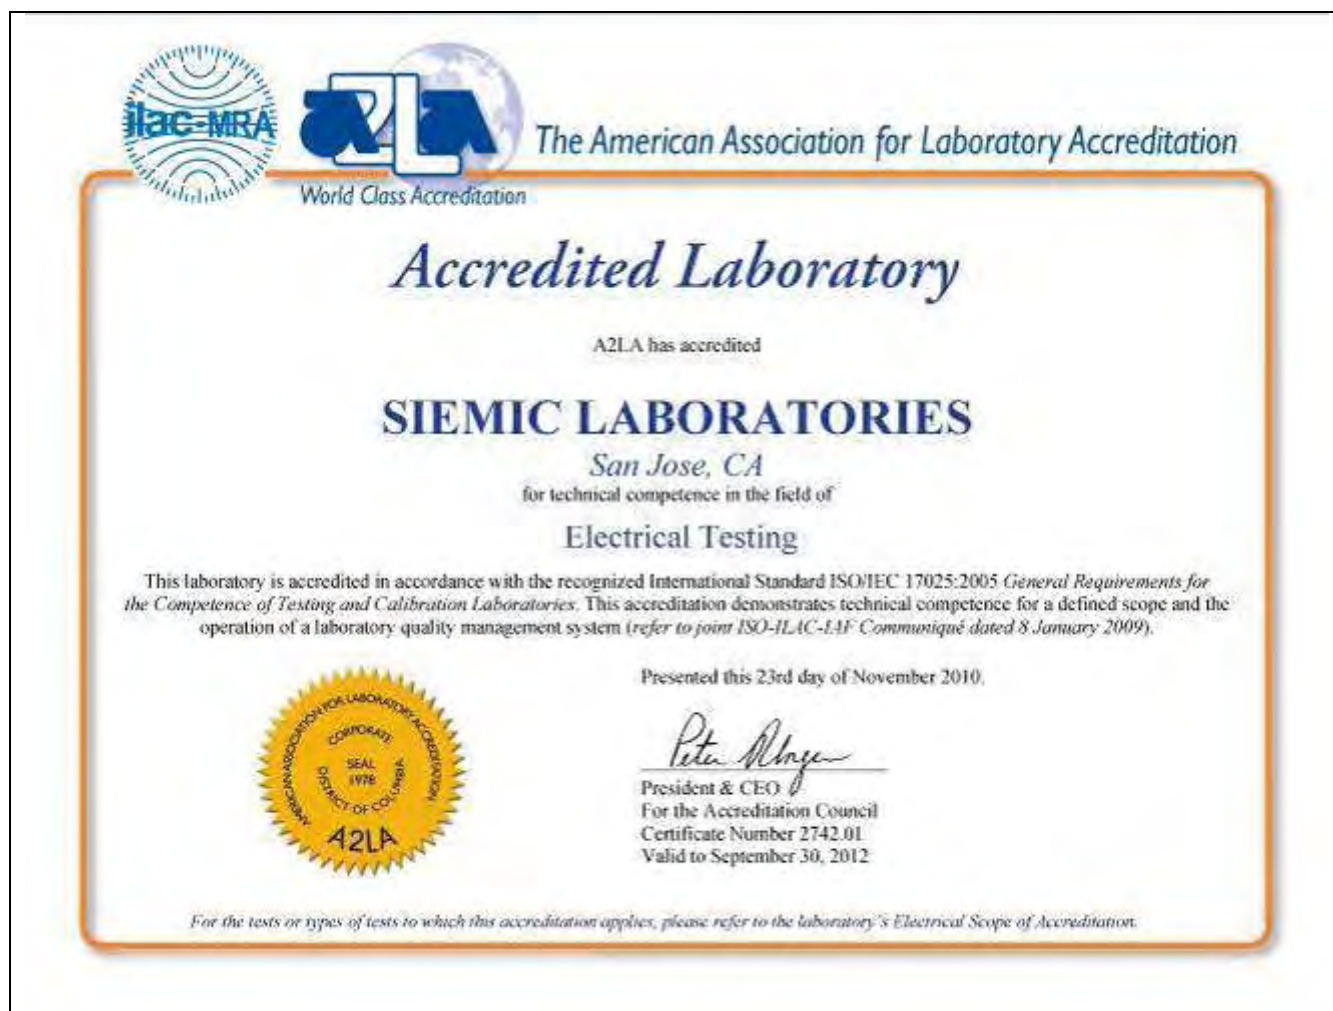 ilac-MRA
a2La
The American Association for Laboratory Accreditation
World Class Accreditation
Accredited Laboratory
A2LA has accredited
SIEMIC LABORATORIES
San Jose, CA
for technical competence in the field of
Electrical Testing
This laboratory is accredited in accordance with the recognized International Standard ISO/IEC 17025:2005 General Requirements for
the Competence of Testing and Calibration Laboratories. This accreditation demonstrates technical competence for a defined scope and the
operation of a laboratory quality management system (refer to joint ISO-ILAC-IAF Communiqué dated 8 January 2009).
Presented this 23rd day of November 2010.
AMERICAN ASSOCIATION FOR LABORATORY ACCREDITATION
CORPORATE
SEAL
1978
DISTRICT OF COLUMBIA
A2LA
Peter
President & CEO
For the Accreditation Council
Certificate Number 2742.01
Valid to September 30, 2012
For the tests or types of tests to which this accreditation applies, please refer to the laboratory's Electrical Scope of Accreditation.